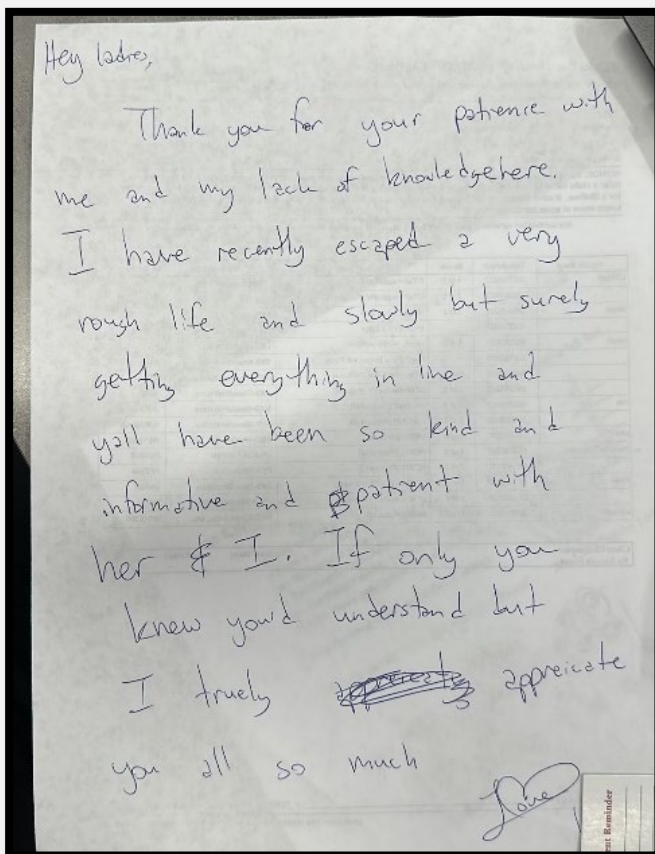 Hey ladies,
Thank you for your patience with
me and my lack of knowledge here.
I have recently escaped a very
rough life and slowly but surely
getting everything in line and
yall have been so kind and
informative and patient with
her & I. If only you
knew you'd understand but
I truely appreicate
you all so much
Love
ent Reminder